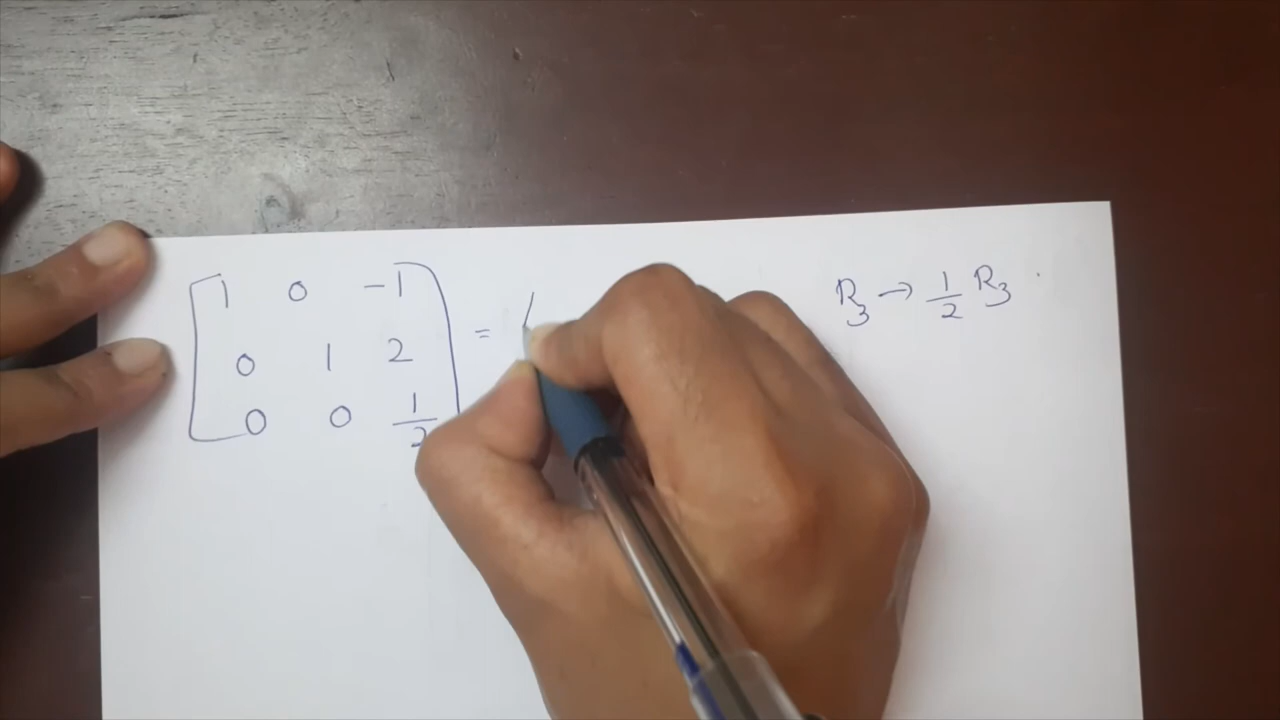 1 0 -1 = R₃ → 1/2 R₃
0 1 2
0 0 1/2